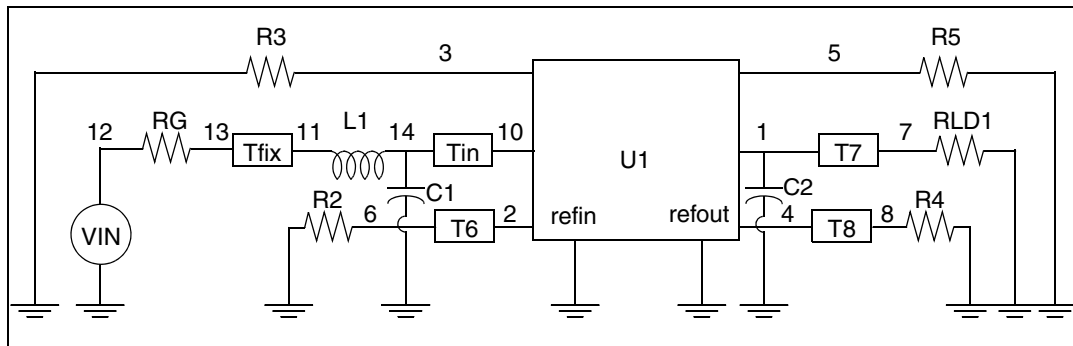 R3 3 5 R5
12 RG 13 Tfix 11 L1 14 Tin 10 U1 1 T7 7 RLD1
C1 C2
R2 6 T6 2 refin refout 4 T8 8 R4
VIN